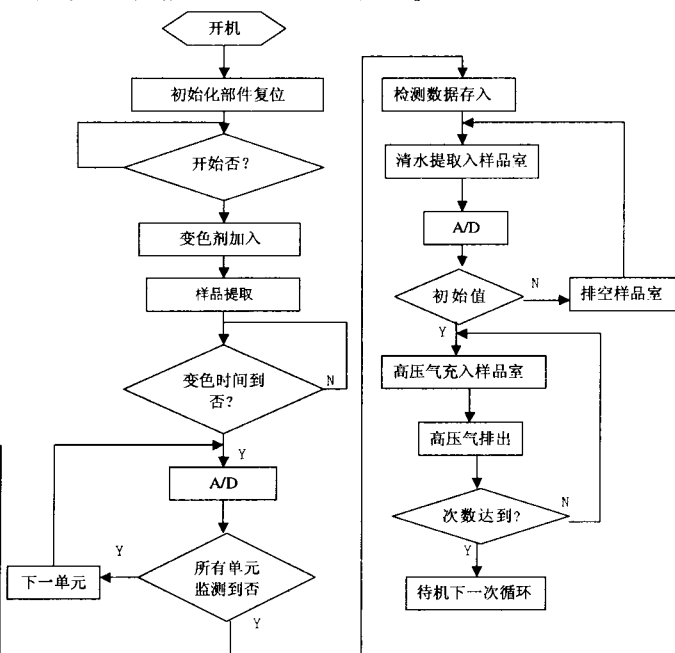 开机
初始化部件复位
开始否？
变色剂加入
样品提取
变色时间到
否？
N
Y
A/D
所有单元
监测到否
Y
下一单元
Y
检测数据存入
清水提取入样品室
A/D
初始值
N
排空样品室
Y
高压气充入样品室
高压气排出
次数达到？
N
Y
待机下一次循环